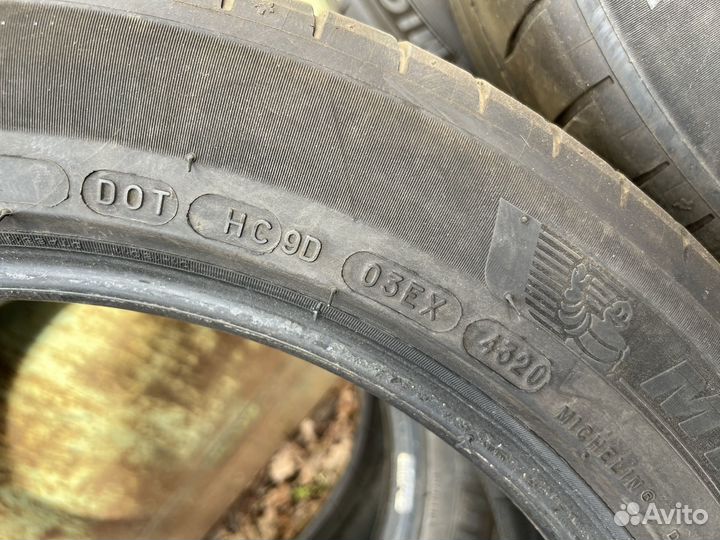 DOT HC9D 03EX 4320
MICHELIN®
Avito